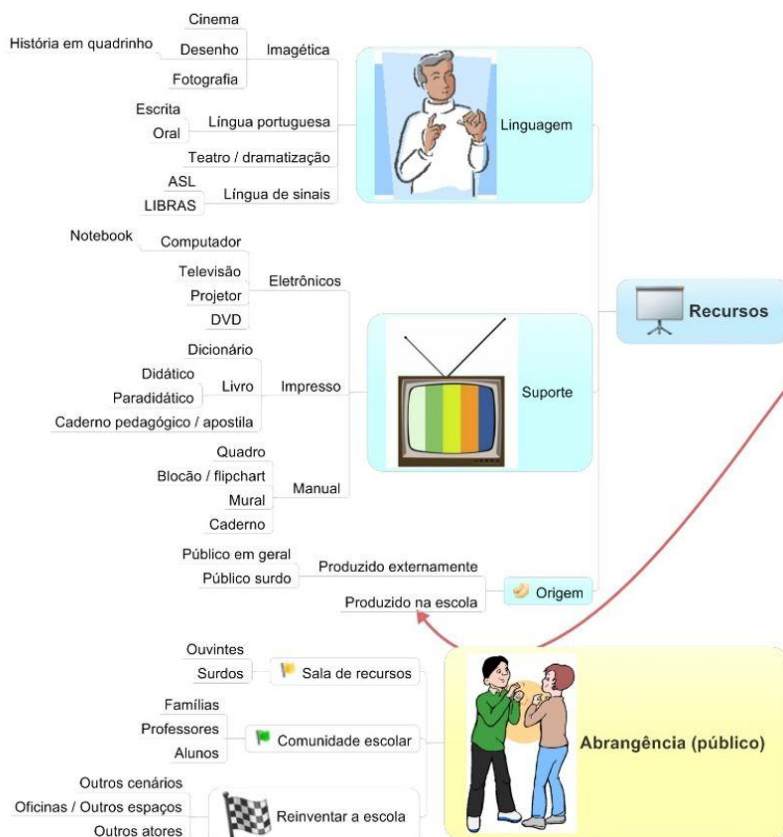 Cinema
História em quadrinho
Desenho
Imagética
Fotografia
Escrita
Oral
Língua portuguesa
Teatro / dramatização
ASL
LIBRAS
Língua de sinais
Linguagem
Notebook
Computador
Televisão
Projetor
DVD
Eletrônicos
Dicionário
Didático
Paradidático
Livro
Caderno pedagógico / apostila
Impresso
Quadro
Blocão / flipchart
Mural
Caderno
Manual
Suporte
Recursos
Público em geral
Público surdo
Produzido externamente
Produzido na escola
Origem
Ouvintes
Surdos
Sala de recursos
Famílias
Professores
Alunos
Comunidade escolar
Outros cenários
Oficinas / Outros espaços
Outros atores
Reinventar a escola
Abrangência (público)